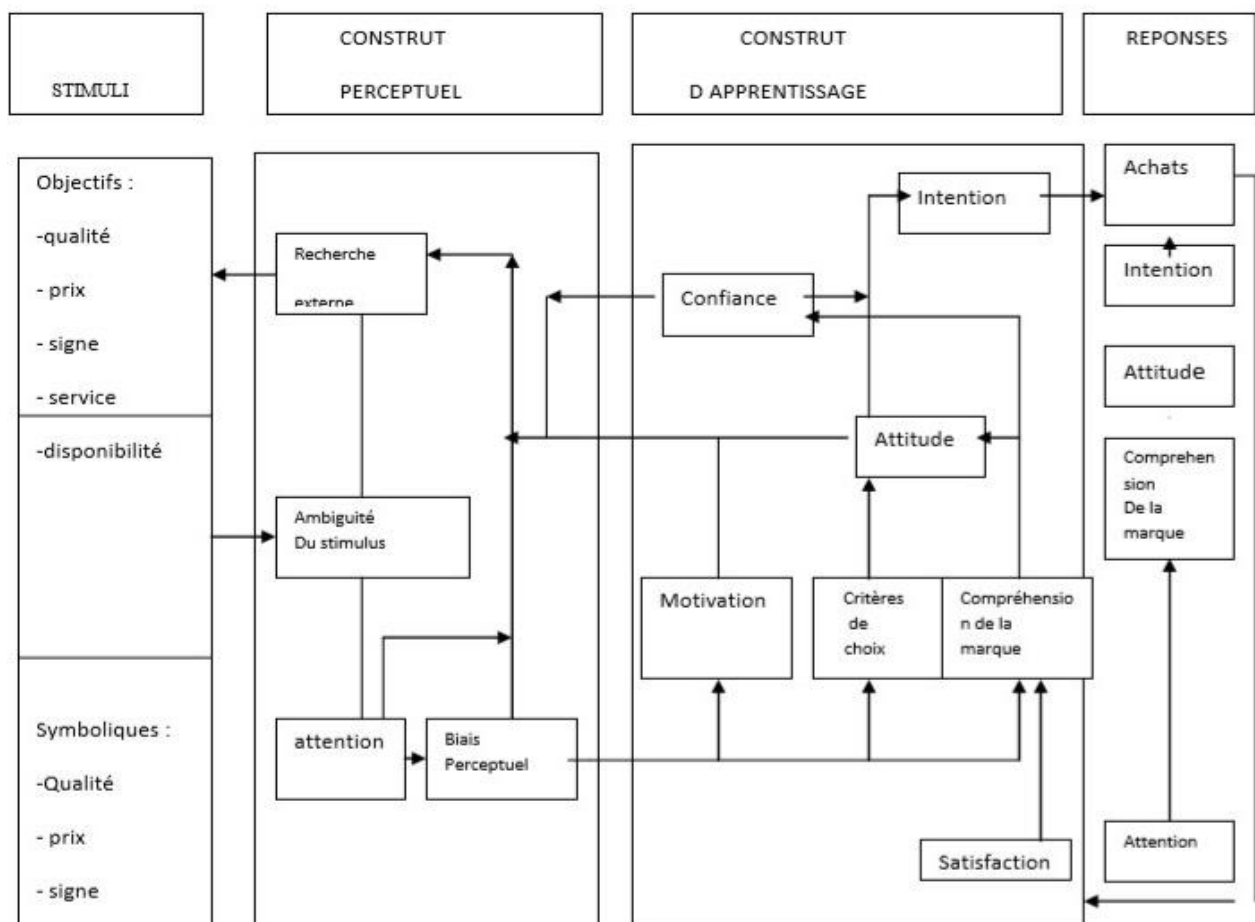 STIMULI
CONSTRUT
PERCEPTUEL
CONSTRUT
D APPRENTISSAGE
REPONSES
Objectifs :
-qualité
- prix
- signe
- service
-disponibilité
Symboliques :
-Qualité
- prix
- signe
Recherche
externe
Ambiguité
Du stimulus
attention
Biais
Perceptuel
Intention
Confiance
Attitude
Motivation
Critères
de
choix
Compréhensio
n de la
marque
Satisfaction
Achats
Intention
Attitude
Comprehen
sion
De la
marque
Attention